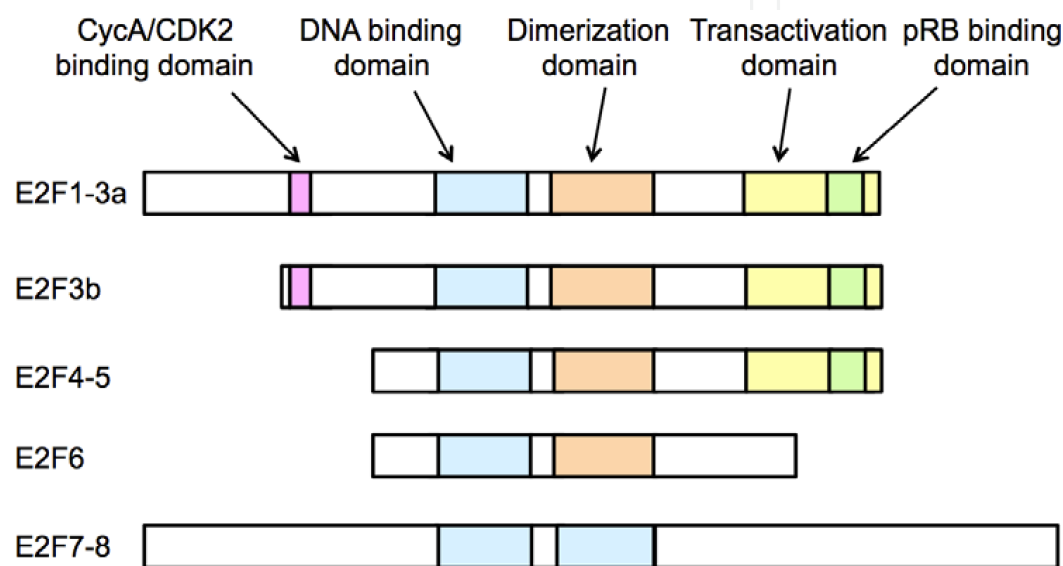 CycA/CDK2
binding domain
DNA binding
domain
Dimerization
domain
Transactivation
domain
pRB binding
domain
E2F1-3a
E2F3b
E2F4-5
E2F6
E2F7-8